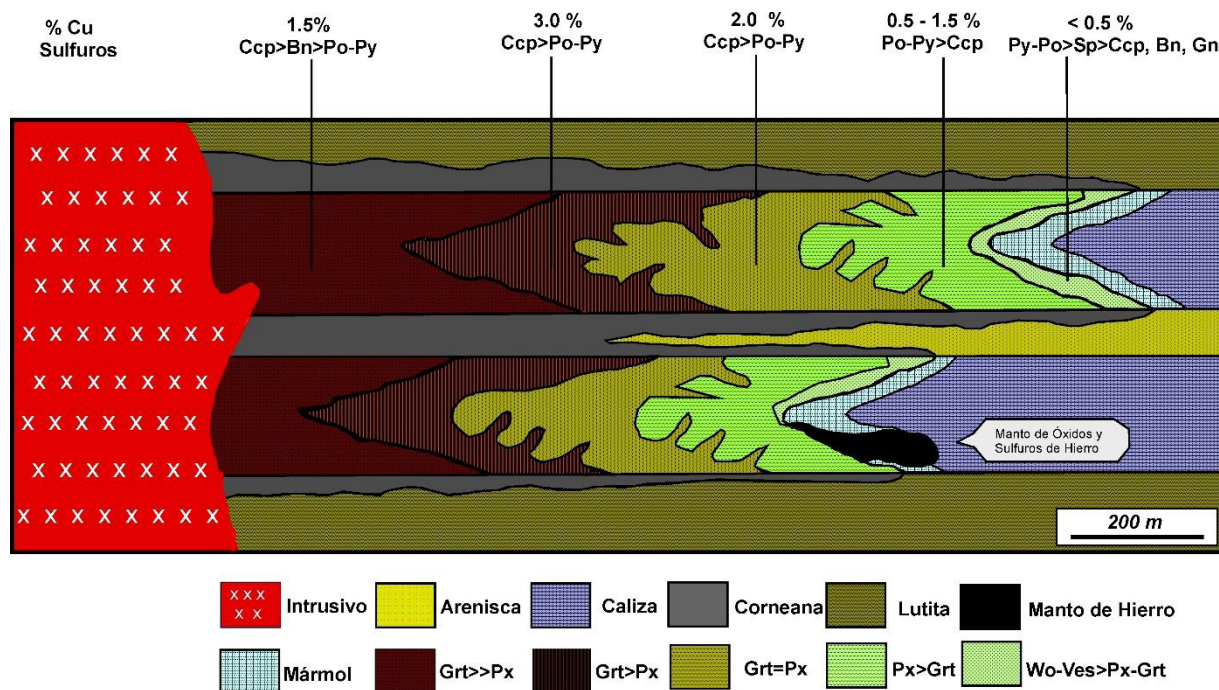 % Cu
Sulfuros
1.5%
Ccp>Bn>Po-Py
3.0 %
Ccp>Po-Py
2.0 %
Ccp>Po-Py
0.5 - 1.5%
Po-Py>Ccp
< 0.5 %
Py-Po>Sp>Ccp, Bn, Gn
X X X X X X
X X X X X X
X X X X X X
X X X X X X
X X X X X X X X
X X X X X X X
X X X X X X X X
X X X X X X X
X X X X X X X X
Manto de Óxidos y
Sulfuros de Hierro
200 m
X X X
X X
Intrusivo
Arenisca
Caliza
Corneana
Lutita
Manto de Hierro
Mármol
Grt>>Px
Grt>Px
Grt=Px
Px>Grt
Wo-Ves>Px-Grt